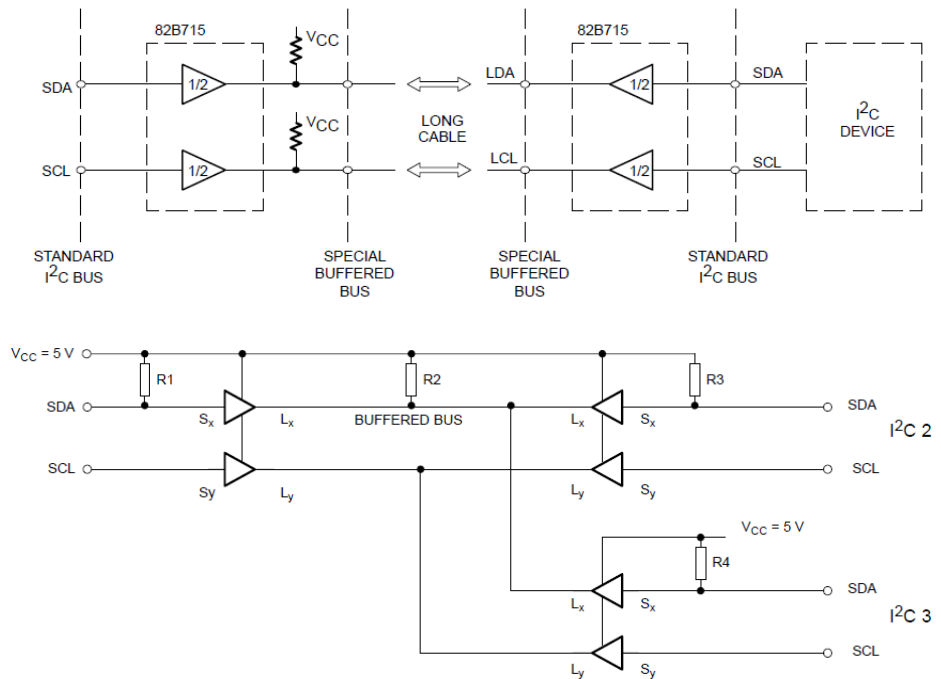 82B715
VCC
82B715
SDA
1/2
LDA
1/2
SDA
VCC
LONG
CABLE
I2C
DEVICE
SCL
1/2
LCL
1/2
SCL
STANDARD
I2C BUS
SPECIAL
BUFFERED
BUS
SPECIAL
BUFFERED
BUS
STANDARD
I2C BUS
VCC = 5 V
R1
R2
R3
SDA
Sx
Lx
BUFFERED BUS
Lx
Sx
SDA
I2C 2
SCL
Sy
Ly
Ly
Sy
SCL
VCC = 5 V
R4
Lx
Sx
SDA
I2C 3
Ly
Sy
SCL